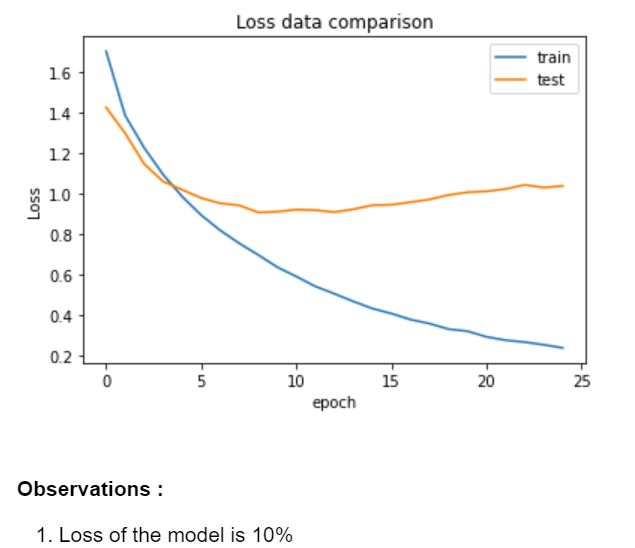 Loss data comparison
train
test
1.6
1.4
1.2
1.0
0.8
0.6
0.4
0.2
Loss
0 5 10 15 20 25
epoch
Observations :
1. Loss of the model is 10%